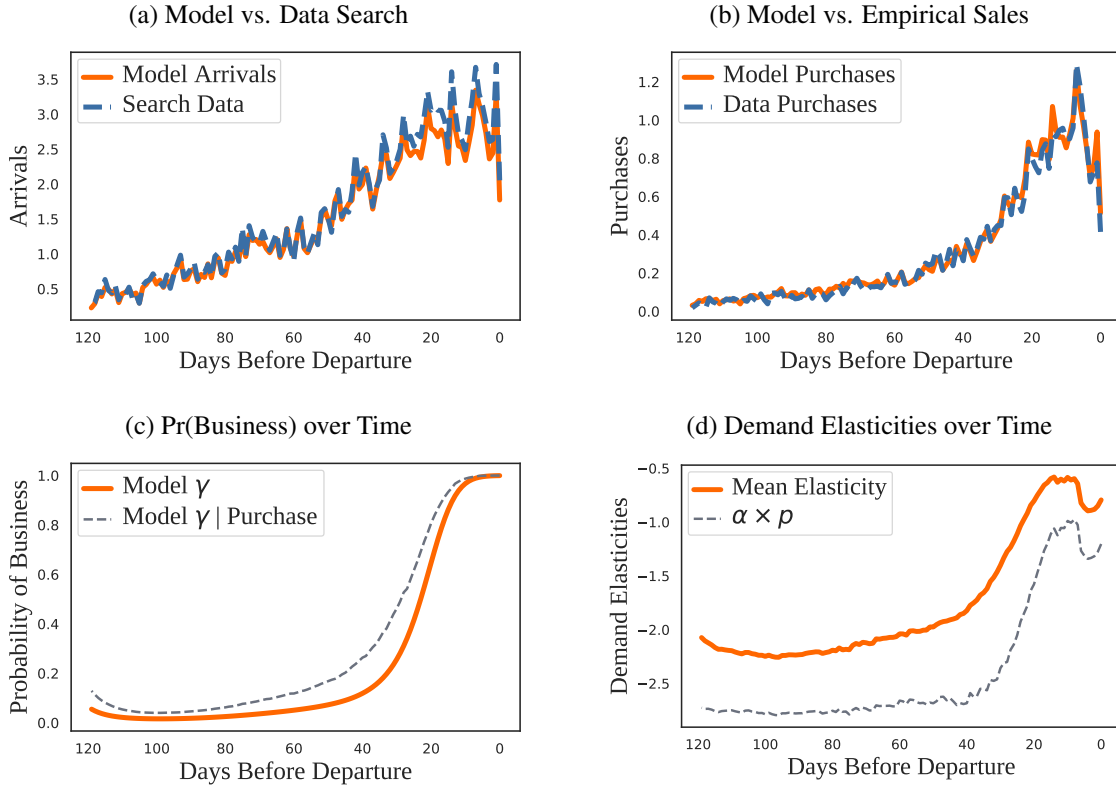 (a) Model vs. Data Search
Model Arrivals
Search Data
Arrivals
3.5
3.0
2.5
2.0
1.5
1.0
0.5
120 100 80 60 40 20 0
Days Before Departure
(b) Model vs. Empirical Sales
Model Purchases
Data Purchases
Purchases
1.2
1.0
0.8
0.6
0.4
0.2
0.0
120 100 80 60 40 20 0
Days Before Departure
(c) Pr(Business) over Time
Model γ
Model γ | Purchase
Probability of Business
1.0
0.8
0.6
0.4
0.2
0.0
120 100 80 60 40 20 0
Days Before Departure
(d) Demand Elasticities over Time
Mean Elasticity
α × p
Demand Elasticities
−0.5
−1.0
−1.5
−2.0
−2.5
120 100 80 60 40 20 0
Days Before Departure